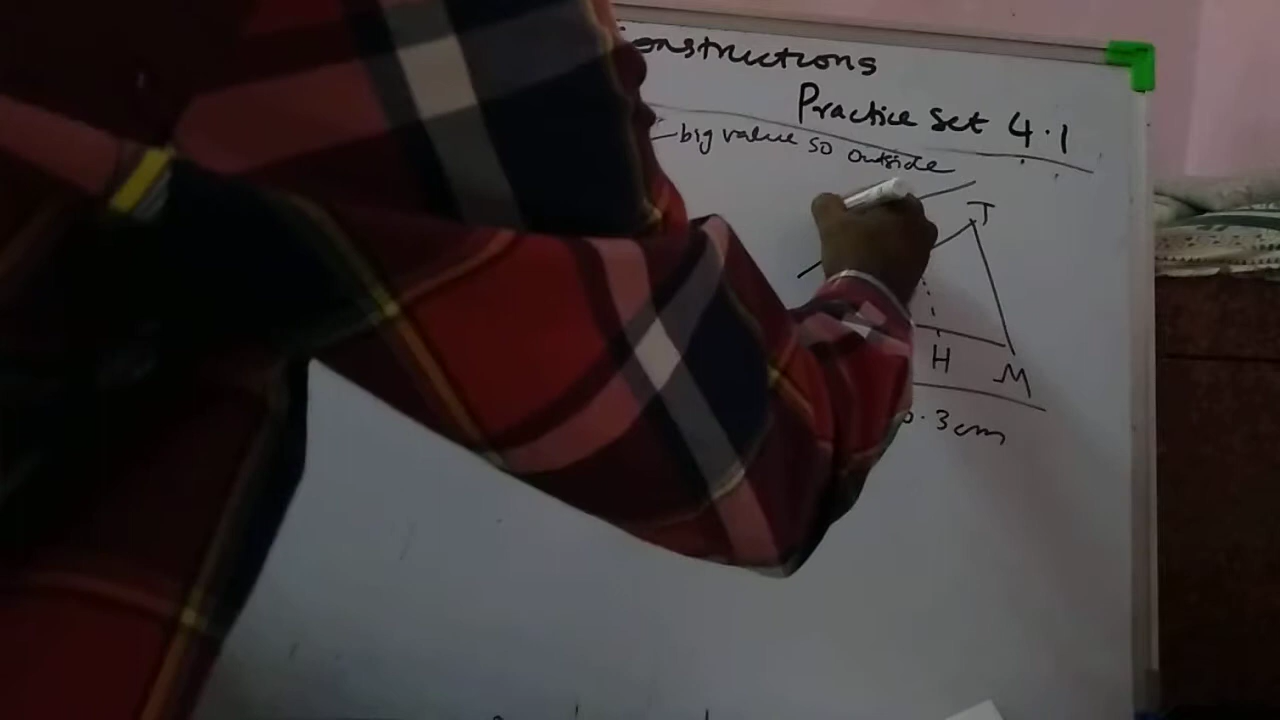 onstructions
Practice Set 4.1
big value so outside
T
H
M
.3cm